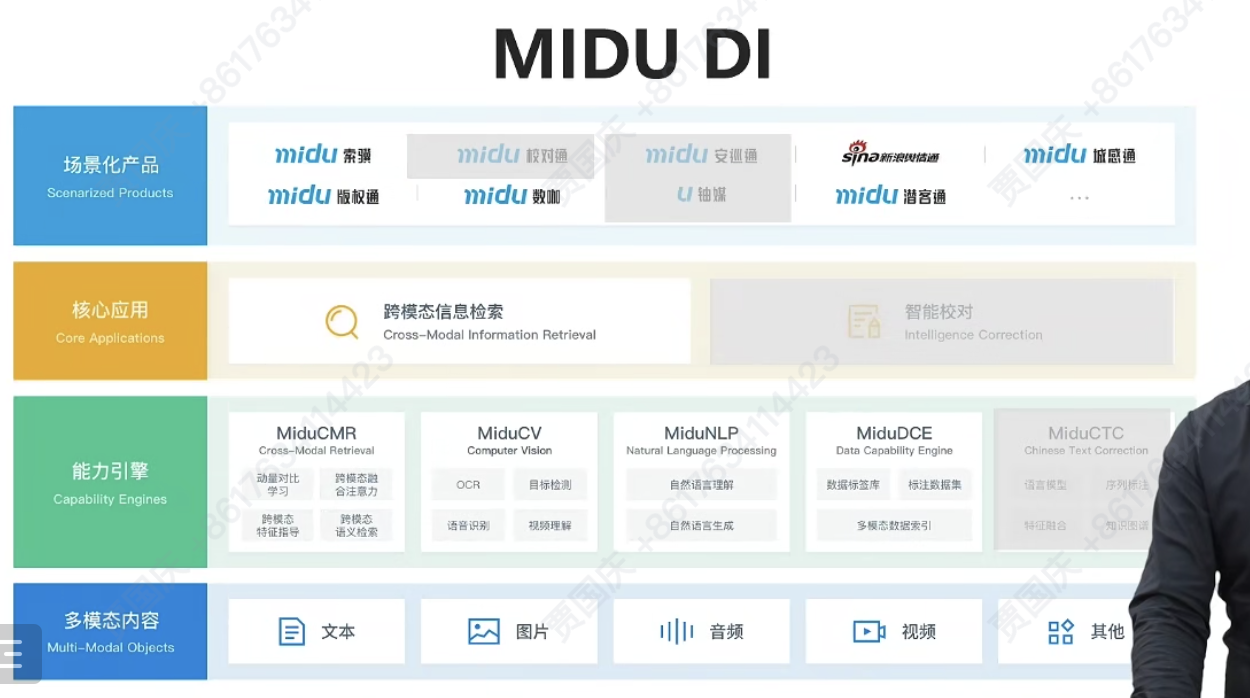 MIDU DI
场景化产品
Scenarized Products
midu 索骥
midu 校对通
midu 安巡通
sina新浪舆信通
midu 城感通
midu 版权通
midu 数咖
u 铀媒
midu 潜客通
...
核心应用
Core Applications
跨模态信息检索
Cross-Modal Information Retrieval
智能校对
Intelligence Correction
能力引擎
Capability Engines
MiduCMR
Cross-Modal Retrieval
动量对比
学习
跨模态融
合注意力
跨模态
特征指导
跨模态
语义检索
MiduCV
Computer Vision
OCR
目标检测
语音识别
视频理解
MiduNLP
Natural Language Processing
自然语言理解
自然语言生成
MiduDCE
Data Capability Engine
数据标签库
标注数据集
多模态数据索引
MiduCTC
Chinese Text Correction
语言模型
序列标注
特征融合
知识图谱
多模态内容
Multi-Modal Objects
文本
图片
音频
视频
其他
贾国庆 +8617634114423